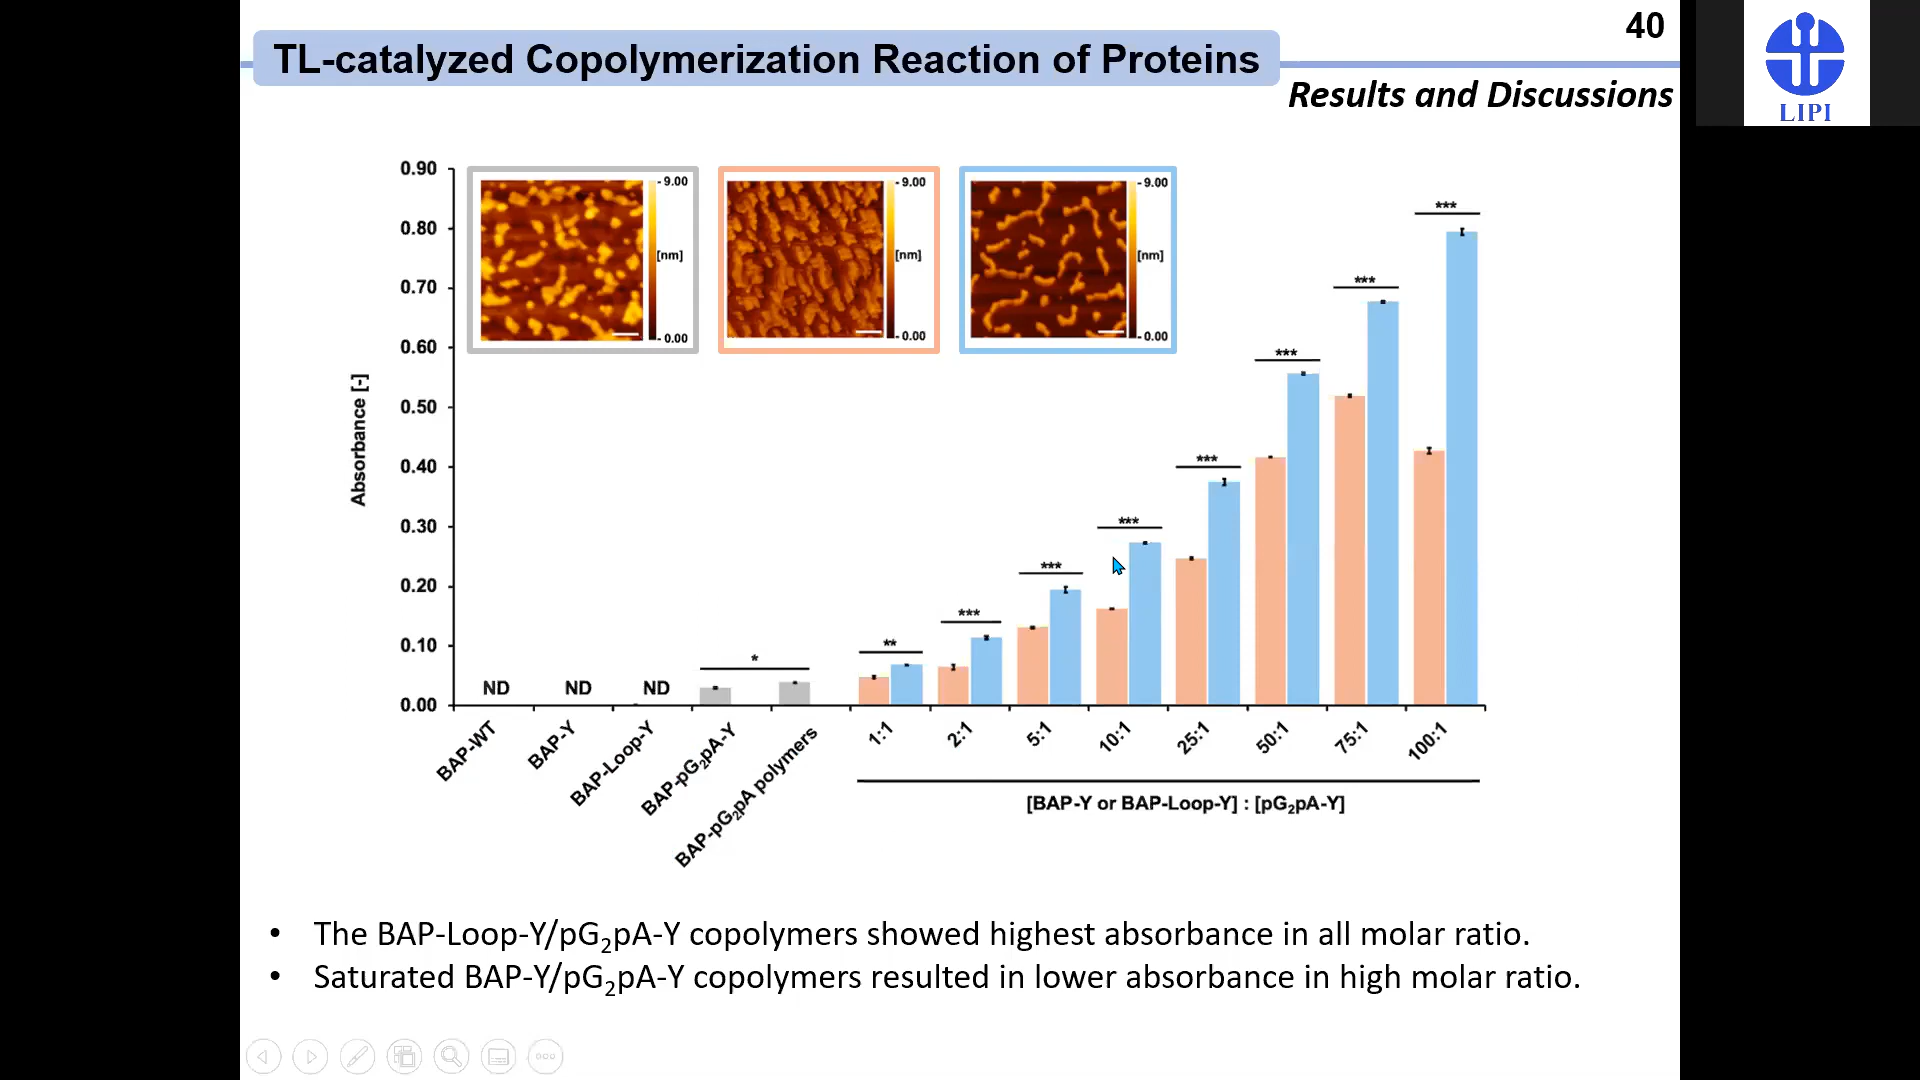 40
TL-catalyzed Copolymerization Reaction of Proteins
Results and Discussions
LIPI
0.90
0.80
0.70
0.60
0.50
0.40
0.30
0.20
0.10
0.00
Absorbance [-]
9.00
[nm]
0.00
9.00
[nm]
0.00
9.00
[nm]
0.00
ND
ND
ND
*
**
***
***
***
***
***
***
***
BAP-WT
BAP-Y
BAP-Loop-Y
BAP-pG₂pA-Y
BAP-pG₂pA polymers
1:1
2:1
5:1
10:1
25:1
50:1
75:1
100:1
[BAP-Y or BAP-Loop-Y] : [pG₂pA-Y]
• The BAP-Loop-Y/pG₂pA-Y copolymers showed highest absorbance in all molar ratio.
• Saturated BAP-Y/pG₂pA-Y copolymers resulted in lower absorbance in high molar ratio.